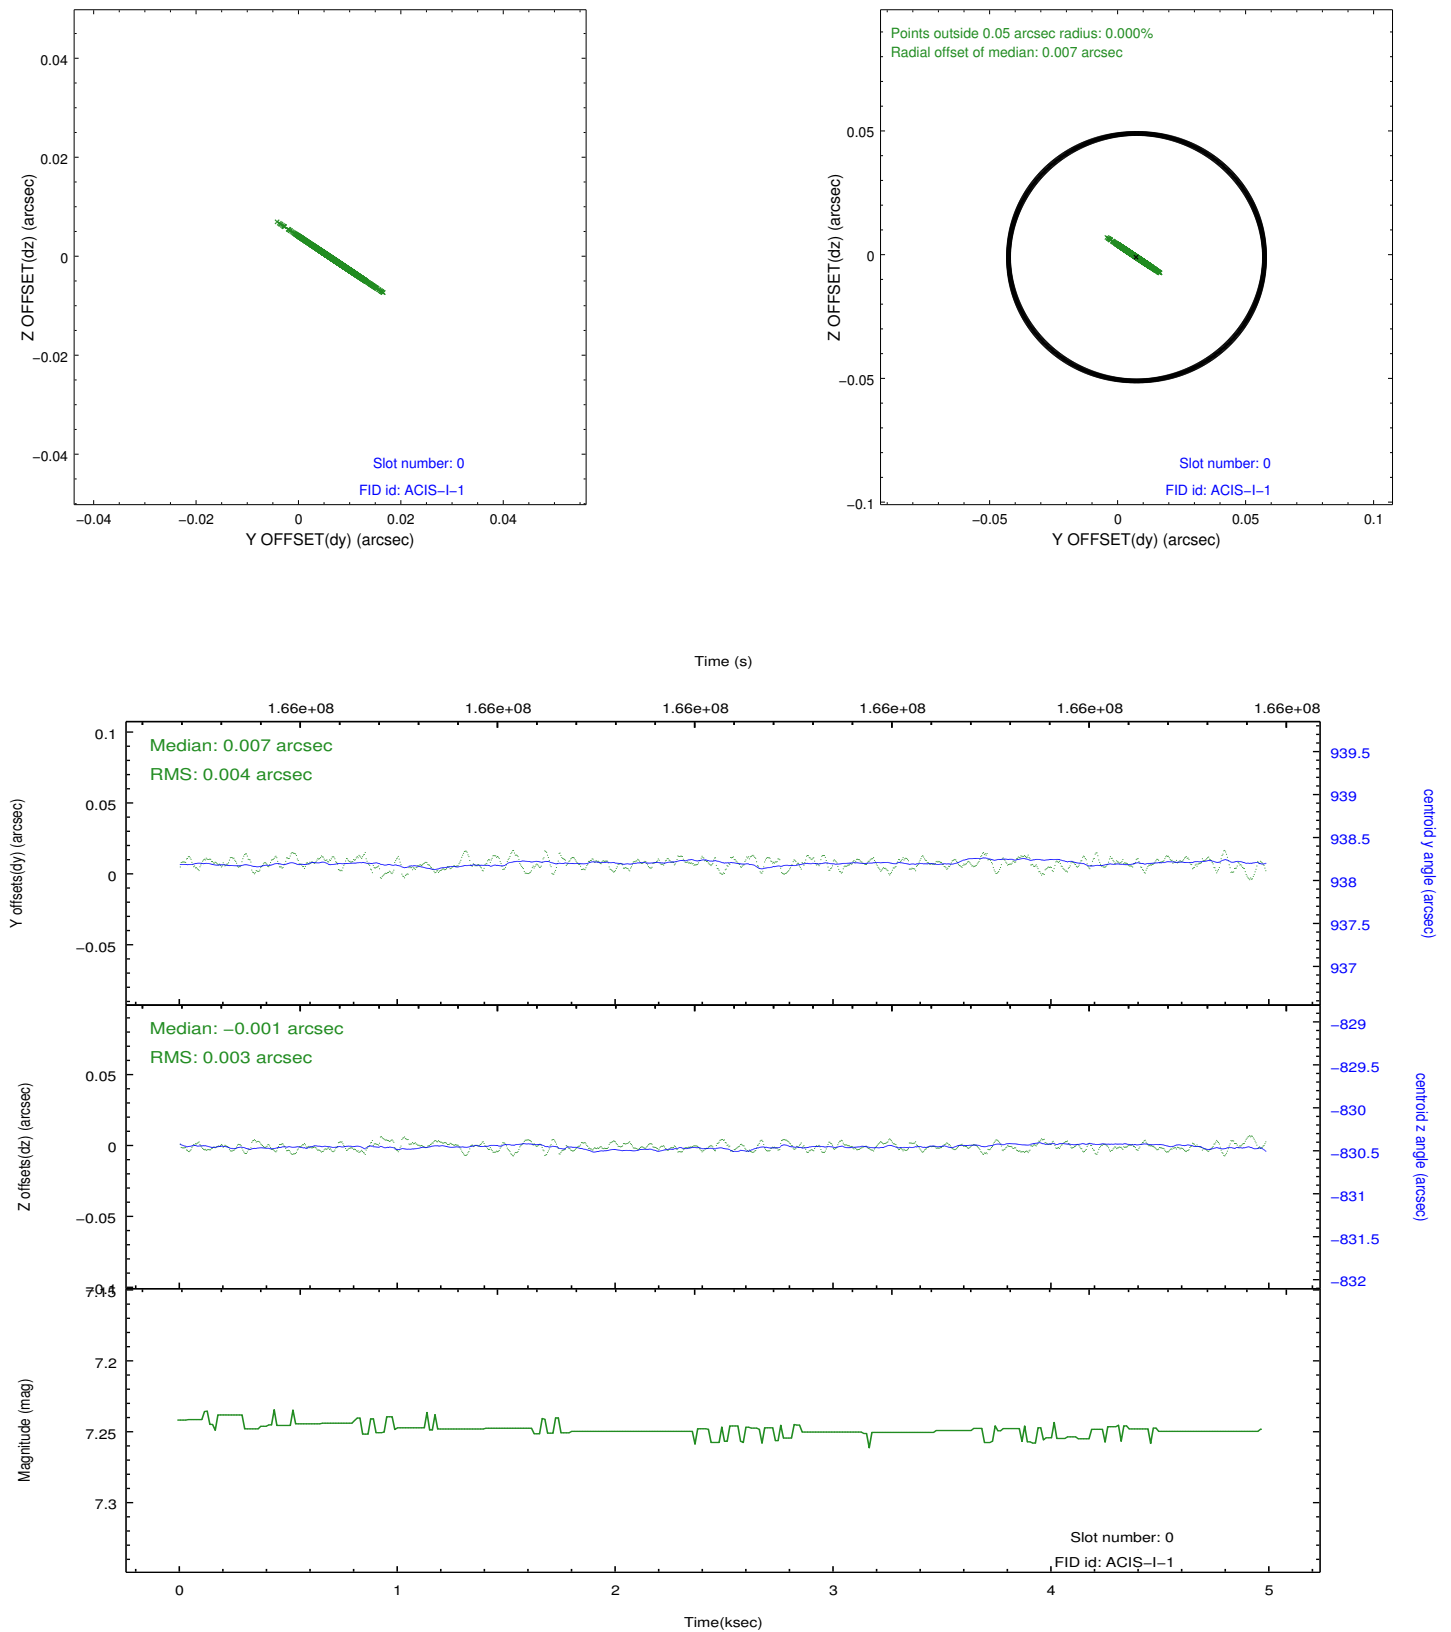 0.04
0.02
0
−0.02
−0.04
Z OFFSET(dz) (arcsec)
Slot number: 0
FID id: ACIS−I−1
−0.04
−0.02
0
0.02
0.04
Y OFFSET(dy) (arcsec)
Points outside 0.05 arcsec radius: 0.000%
Radial offset of median: 0.007 arcsec
0.05
0
−0.05
−0.1
Z OFFSET(dz) (arcsec)
Slot number: 0
FID id: ACIS−I−1
−0.05
0
0.05
0.1
Y OFFSET(dy) (arcsec)
Time (s)
1.66e+08
1.66e+08
1.66e+08
1.66e+08
1.66e+08
1.66e+08
Median: 0.007 arcsec
RMS: 0.004 arcsec
0.1
0.05
0
−0.05
Y offsets(dy) (arcsec)
939.5
939
938.5
938
937.5
937
centroid y angle (arcsec)
Median: −0.001 arcsec
RMS: 0.003 arcsec
0.05
0
−0.05
−0.1
Z offsets(dz) (arcsec)
−829
−829.5
−830
−830.5
−831
−831.5
−832
centroid z angle (arcsec)
7.15
7.2
7.25
7.3
Magnitude (mag)
Slot number: 0
FID id: ACIS−I−1
0
1
2
3
4
5
Time(ksec)